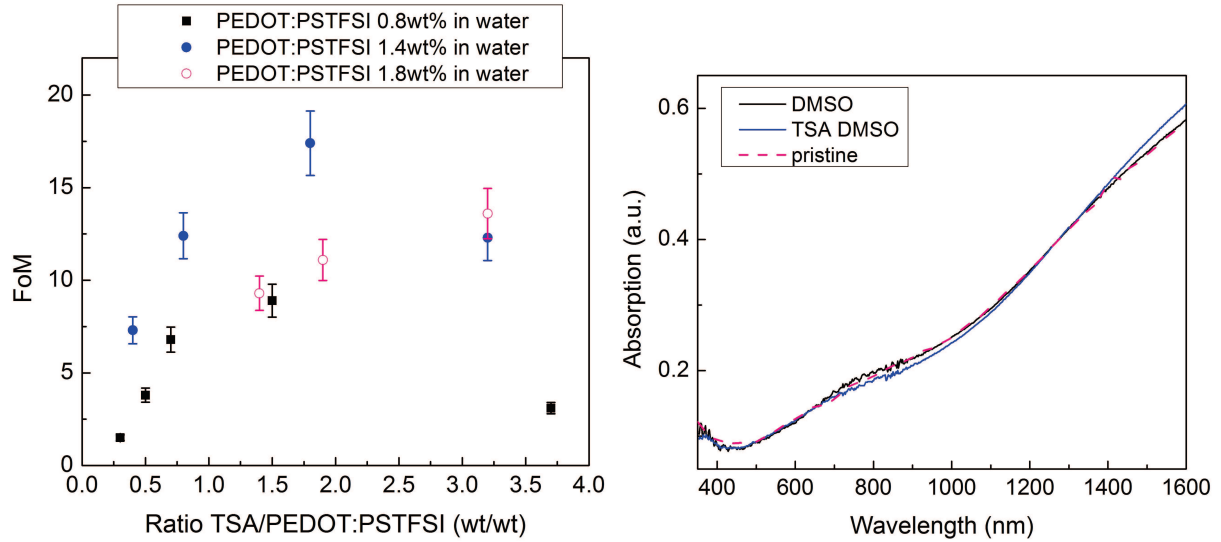 PEDOT:PSTFSI 0.8wt% in water
PEDOT:PSTFSI 1.4wt% in water
PEDOT:PSTFSI 1.8wt% in water
20
15
10
5
0
FoM
0.0 0.5 1.0 1.5 2.0 2.5 3.0 3.5 4.0
Ratio TSA/PEDOT:PSTFSI (wt/wt)
DMSO
TSA DMSO
pristine
0.6
0.4
0.2
Absorption (a.u.)
400 600 800 1000 1200 1400 1600
Wavelength (nm)